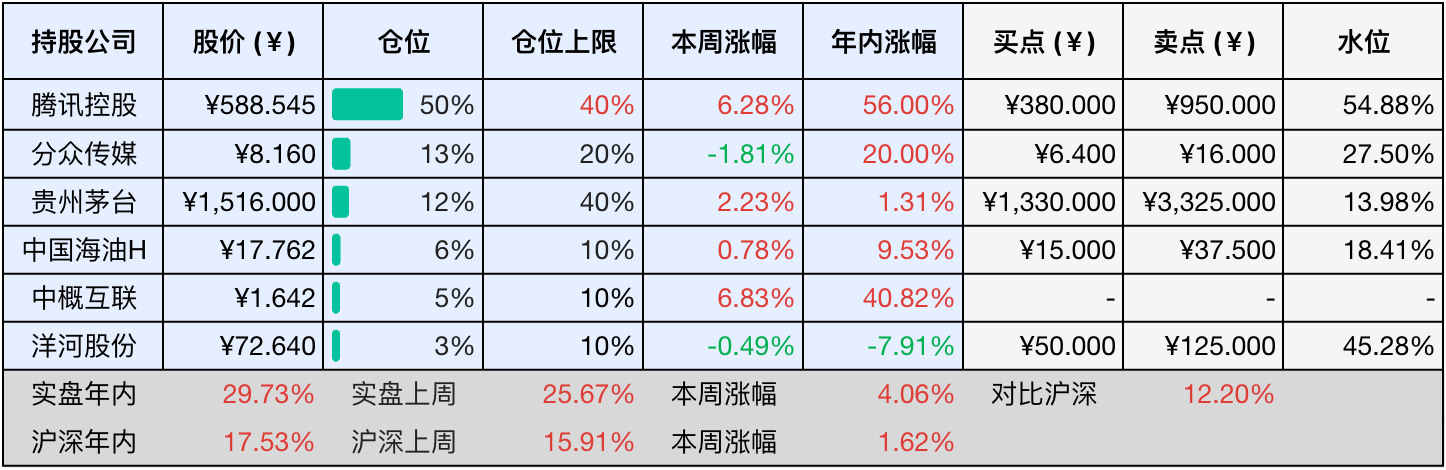 持股公司 股价 (¥) 仓位 仓位上限 本周涨幅 年内涨幅 买点 (¥) 卖点 (¥) 水位
腾讯控股 ¥588.545 50% 40% 6.28% 56.00% ¥380.000 ¥950.000 54.88%
分众传媒 ¥8.160 13% 20% -1.81% 20.00% ¥6.400 ¥16.000 27.50%
贵州茅台 ¥1,516.000 12% 40% 2.23% 1.31% ¥1,330.000 ¥3,325.000 13.98%
中国海油H ¥17.762 6% 10% 0.78% 9.53% ¥15.000 ¥37.500 18.41%
中概互联 ¥1.642 5% 10% 6.83% 40.82% - - -
洋河股份 ¥72.640 3% 10% -0.49% -7.91% ¥50.000 ¥125.000 45.28%
实盘年内 29.73% 实盘上周 25.67% 本周涨幅 4.06% 对比沪深 12.20%
沪深年内 17.53% 沪深上周 15.91% 本周涨幅 1.62%